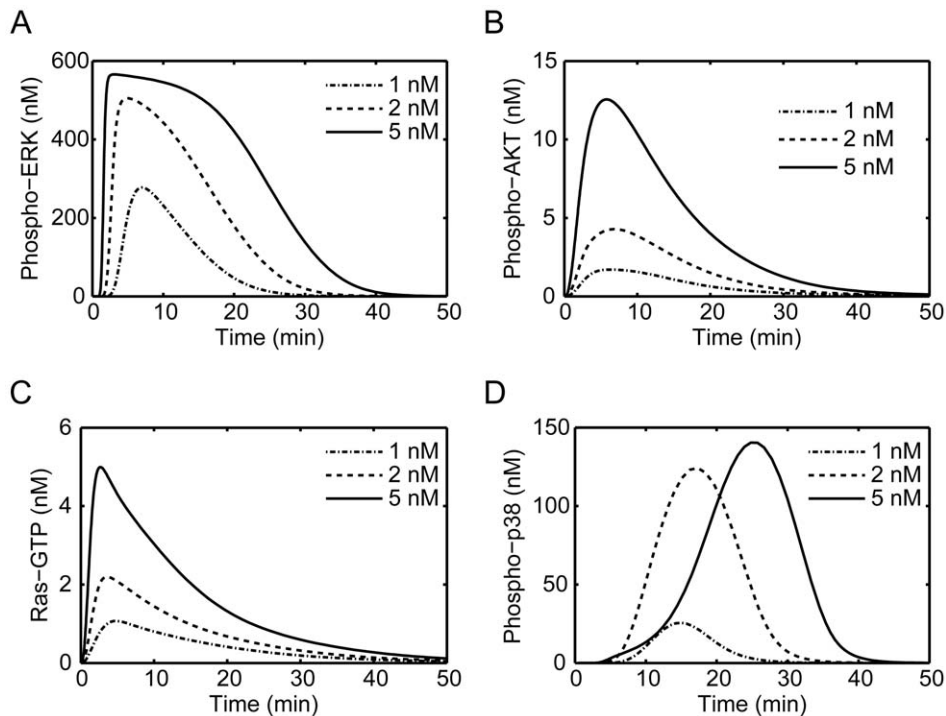 A
Phospho−ERK (nM)
600
400
200
0
0 10 20 30 40 50
Time (min)
1 nM
2 nM
5 nM
B
Phospho−AKT (nM)
15
10
5
0
0 10 20 30 40 50
Time (min)
1 nM
2 nM
5 nM
C
Ras−GTP (nM)
6
4
2
0
0 10 20 30 40 50
Time (min)
1 nM
2 nM
5 nM
D
Phospho−p38 (nM)
150
100
50
0
0 10 20 30 40 50
Time (min)
1 nM
2 nM
5 nM